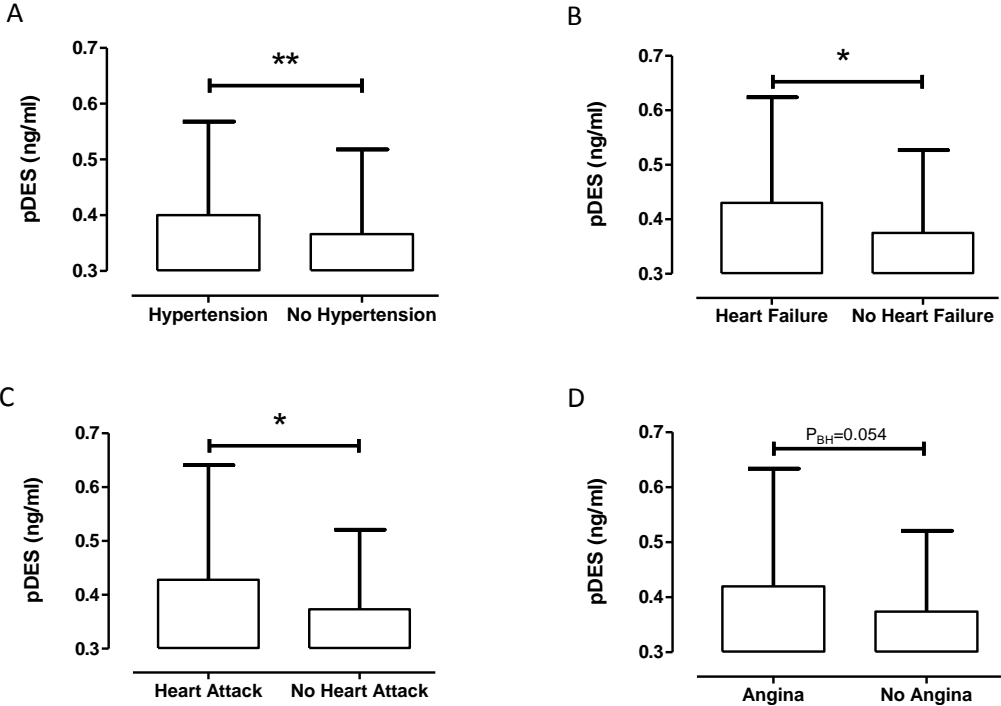 A
pDES (ng/ml)
0.7
0.6
0.5
0.4
0.3
**
Hypertension No Hypertension
B
pDES (ng/ml)
0.7
0.6
0.5
0.4
0.3
*
Heart Failure No Heart Failure
C
pDES (ng/ml)
0.7
0.6
0.5
0.4
0.3
*
Heart Attack No Heart Attack
D
pDES (ng/ml)
0.7
0.6
0.5
0.4
0.3
PBH=0.054
Angina No Angina